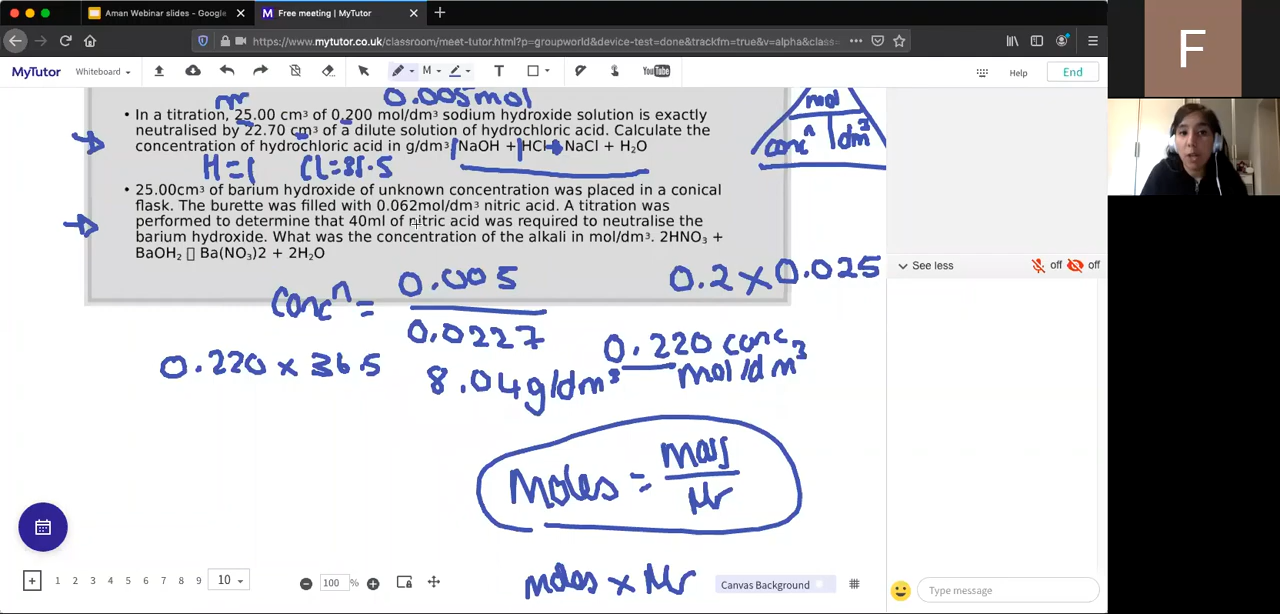 Aman Webinar slides - Google
Free meeting | MyTutor
https://www.mytutor.co.uk/classroom/meet-tutor.html?p=groupworld&device-test=done&trackfm=true&v=alpha&class=
F
MyTutor
Whiteboard
M
T
YouTube
Help
End
mr
0.005mol
mol
concⁿ
dm³
• In a titration, 25.00 cm³ of 0.200 mol/dm³ sodium hydroxide solution is exactly
neutralised by 22.70 cm³ of a dilute solution of hydrochloric acid. Calculate the
concentration of hydrochloric acid in g/dm³ NaOH + HCl → NaCl + H₂O
H=1 Cl=35.5
• 25.00cm³ of barium hydroxide of unknown concentration was placed in a conical
flask. The burette was filled with 0.062mol/dm³ nitric acid. A titration was
performed to determine that 40ml of nitric acid was required to neutralise the
barium hydroxide. What was the concentration of the alkali in mol/dm³. 2HNO₃ +
BaOH₂ ▯ Ba(NO₃)2 + 2H₂O
See less
off
off
concⁿ = 0.005
0.0227
0.2 x 0.025
0.220 conc
mol/dm³
0.220 x 36.5
8.04g/dm³
Moles = mass
Mr
moles x Mr
1 2 3 4 5 6 7 8 9 10
100 %
Canvas Background
Type message